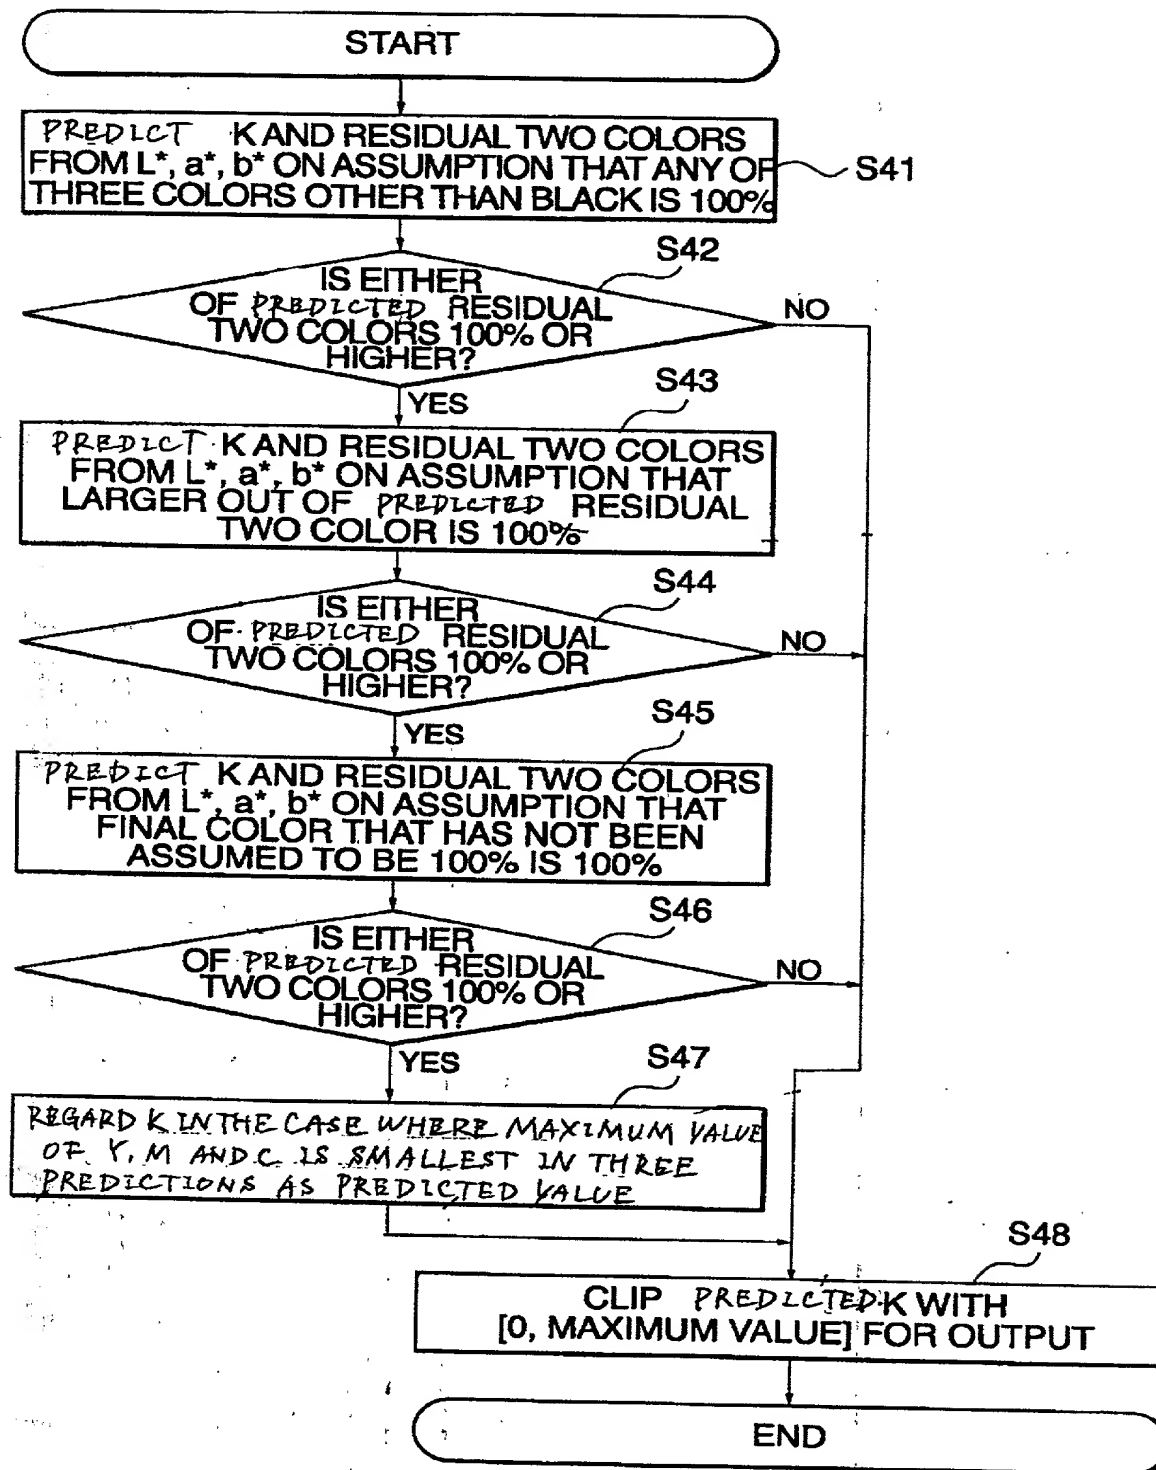 START
PREDICT K AND RESIDUAL TWO COLORS
FROM L*, a*, b* ON ASSUMPTION THAT ANY OF
THREE COLORS OTHER THAN BLACK IS 100%
S41
S42
IS EITHER
OF PREDICTED RESIDUAL
TWO COLORS 100% OR
HIGHER?
NO
YES
S43
PREDICT K AND RESIDUAL TWO COLORS
FROM L*, a*, b* ON ASSUMPTION THAT
LARGER OUT OF PREDICTED RESIDUAL
TWO COLOR IS 100%
S44
IS EITHER
OF PREDICTED RESIDUAL
TWO COLORS 100% OR
HIGHER?
NO
YES
S45
PREDICT K AND RESIDUAL TWO COLORS
FROM L*, a*, b* ON ASSUMPTION THAT
FINAL COLOR THAT HAS NOT BEEN
ASSUMED TO BE 100% IS 100%
S46
IS EITHER
OF PREDICTED RESIDUAL
TWO COLORS 100% OR
HIGHER?
NO
YES
S47
REGARD K IN THE CASE WHERE MAXIMUM VALUE
OF Y, M AND C IS SMALLEST IN THREE
PREDICTIONS AS PREDICTED VALUE
S48
CLIP PREDICTED K WITH
[0, MAXIMUM VALUE] FOR OUTPUT
END